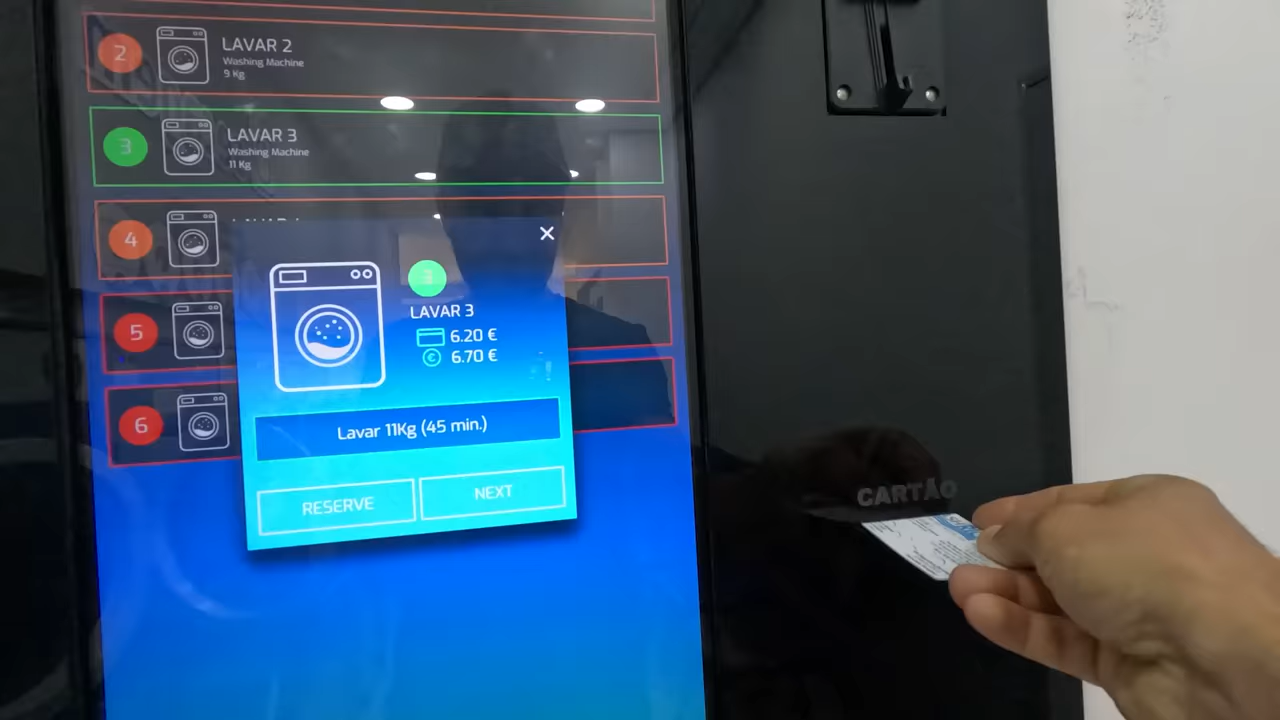 2
LAVAR 2
Washing Machine
9 Kg
3
LAVAR 3
Washing Machine
11 Kg
4
5
6
3
LAVAR 3
6.20 €
€ 6.70 €
Lavar 11Kg (45 min.)
RESERVE
NEXT
CARTÃO